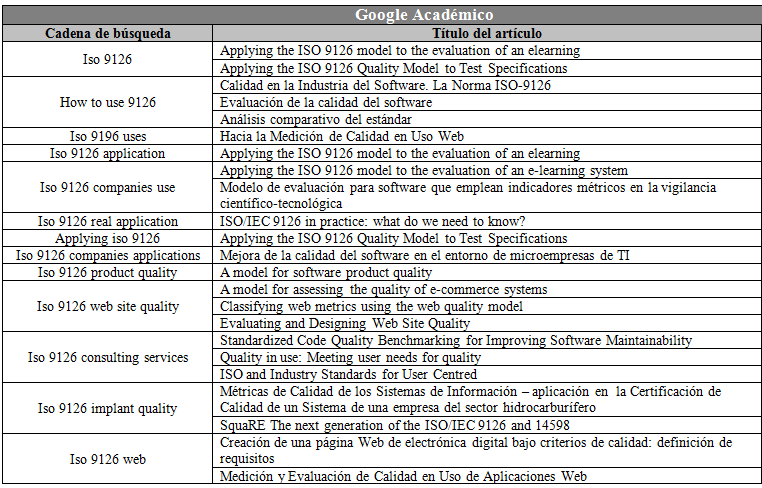 Google Académico
Cadena de búsqueda Título del artículo
Iso 9126
Applying the ISO 9126 model to the evaluation of an elearning
Applying the ISO 9126 Quality Model to Test Specifications
How to use 9126
Calidad en la Industria del Software. La Norma ISO-9126
Evaluación de la calidad del software
Análisis comparativo del estándar
Iso 9196 uses Hacia la Medición de Calidad en Uso Web
Iso 9126 application Applying the ISO 9126 model to the evaluation of an elearning
Iso 9126 companies use
Applying the ISO 9126 model to the evaluation of an e-learning system
Modelo de evaluación para software que emplean indicadores métricos en la vigilancia
científico-tecnológica
Iso 9126 real application ISO/IEC 9126 in practice: what do we need to know?
Applying iso 9126 Applying the ISO 9126 Quality Model to Test Specifications
Iso 9126 companies applications Mejora de la calidad del software en el entorno de microempresas de TI
Iso 9126 product quality A model for software product quality
Iso 9126 web site quality
A model for assessing the quality of e-commerce systems
Classifying web metrics using the web quality model
Evaluating and Designing Web Site Quality
Iso 9126 consulting services
Standardized Code Quality Benchmarking for Improving Software Maintainability
Quality in use: Meeting user needs for quality
ISO and Industry Standards for User Centred
Iso 9126 implant quality
Métricas de Calidad de los Sistemas de Información – aplicación en la Certificación de
Calidad de un Sistema de una empresa del sector hidrocarburífero
SquaRE The next generation of the ISO/IEC 9126 and 14598
Iso 9126 web
Creación de una página Web de electrónica digital bajo criterios de calidad: definición de
requisitos
Medición y Evaluación de Calidad en Uso de Aplicaciones Web